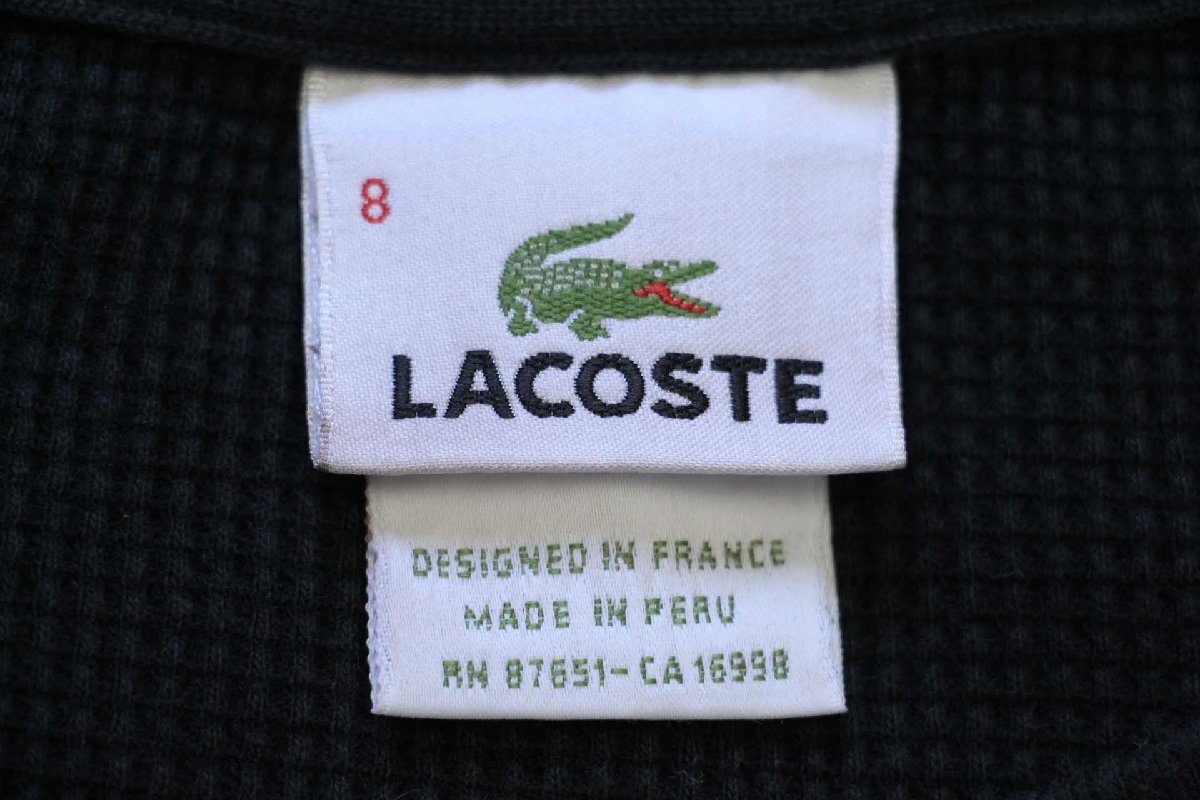 8
LACOSTE
DESIGNED IN FRANCE
MADE IN PERU
RN 87651-CA 16998